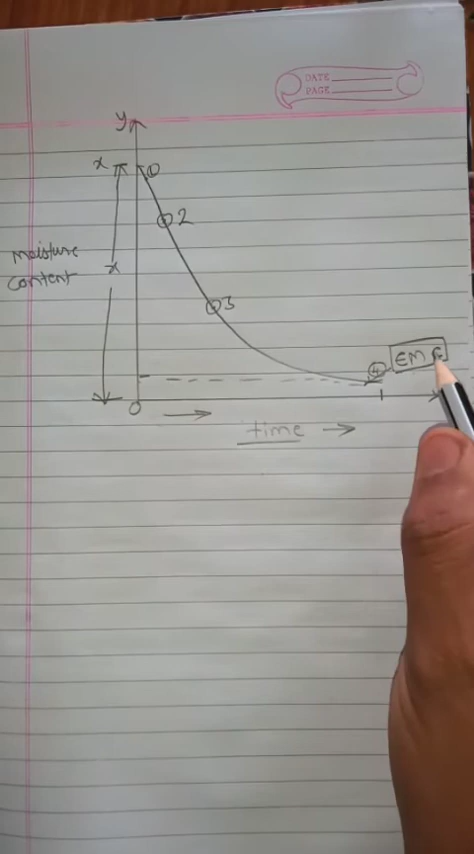 DATE
PAGE
y
x
①
2
moisture
content
x
3
④
EMC
0
time